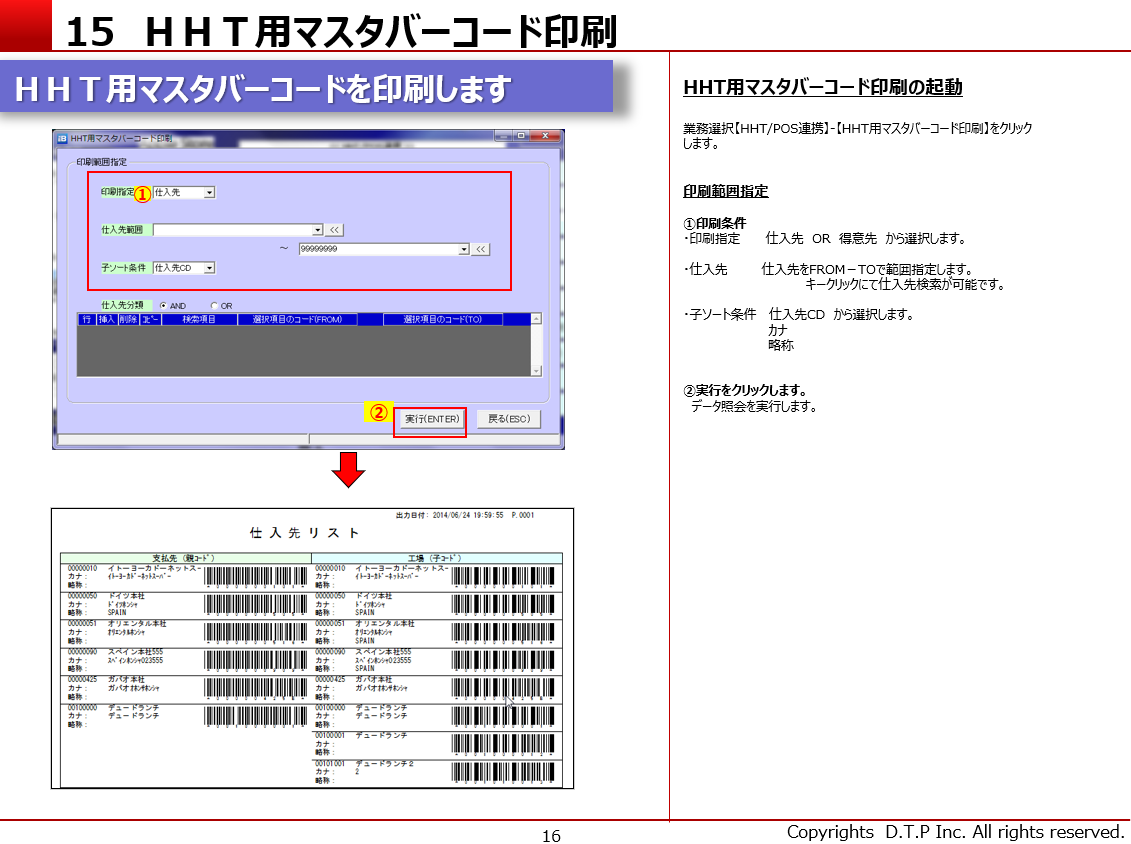 15　ＨＨＴ用マスタバーコード印刷
ＨＨＴ用マスタバーコードを印刷します
HHT用マスタバーコード印刷
印刷範囲指定
印刷指定 ① 仕入先
仕入先範囲 <<
～ 99999999 <<
子ソート条件 仕入先CD
仕入先分類 AND OR
行 挿入 削除 ｺﾋﾟｰ 検索項目 選択項目のコード(FROM) 選択項目のコード(TO)
② 実行(ENTER) 戻る(ESC)
出力日付: 2014/06/24 19:59:55 P.0001
仕 入 先 リ ス ト
支払先（親ｺｰﾄﾞ） 工場（子ｺｰﾄﾞ）
00000010 イトーヨーカドーネットスー 00000010 イトーヨーカドーネットスー
カナ： ｲﾄｰﾖｰｶﾄﾞｰﾈｯﾄｽｰﾊﾟｰ カナ： ｲﾄｰﾖｰｶﾄﾞｰﾈｯﾄｽｰﾊﾟｰ
略称： 略称：
00000050 ドイツ本社 00000050 ドイツ本社
カナ： ﾄﾞｲﾂﾎﾝｼｬ カナ： ﾄﾞｲﾂﾎﾝｼｬ
略称： SPAIN 略称： SPAIN
00000051 オリエンタル本社 00000051 オリエンタル本社
カナ： ｵﾘｴﾝﾀﾙﾎﾝｼｬ カナ： ｵﾘｴﾝﾀﾙﾎﾝｼｬ
略称： 略称： SPAIN
00000090 スペイン本社555 00000090 スペイン本社555
カナ： ｽﾍﾟｲﾝﾎﾝｼｬ023555 カナ： ｽﾍﾟｲﾝﾎﾝｼｬ023555
略称： 略称： SPAIN
00000425 ガパオ本社 00000425 ガパオ本社
カナ： カナ：
略称： 略称：
00100000 デュードランチ 00100000 デュードランチ
カナ： デュードランチ カナ： デュードランチ
略称： 略称：
00100001 デュードランチ
カナ：
略称：
00101001 デュードランチ２
カナ： 2
略称：
HHT用マスタバーコード印刷の起動
業務選択【HHT/POS連携】-【HHT用マスタバーコード印刷】をクリック
します。
印刷範囲指定
①印刷条件
・印刷指定　仕入先　OR　得意先　から選択します。
・仕入先　仕入先をFROM－TOで範囲指定します。
キークリックにて仕入先検索が可能です。
・子ソート条件　仕入先CD　から選択します。
カナ
略称
②実行をクリックします。
データ照会を実行します。
16
Copyrights D.T.P Inc. All rights reserved.